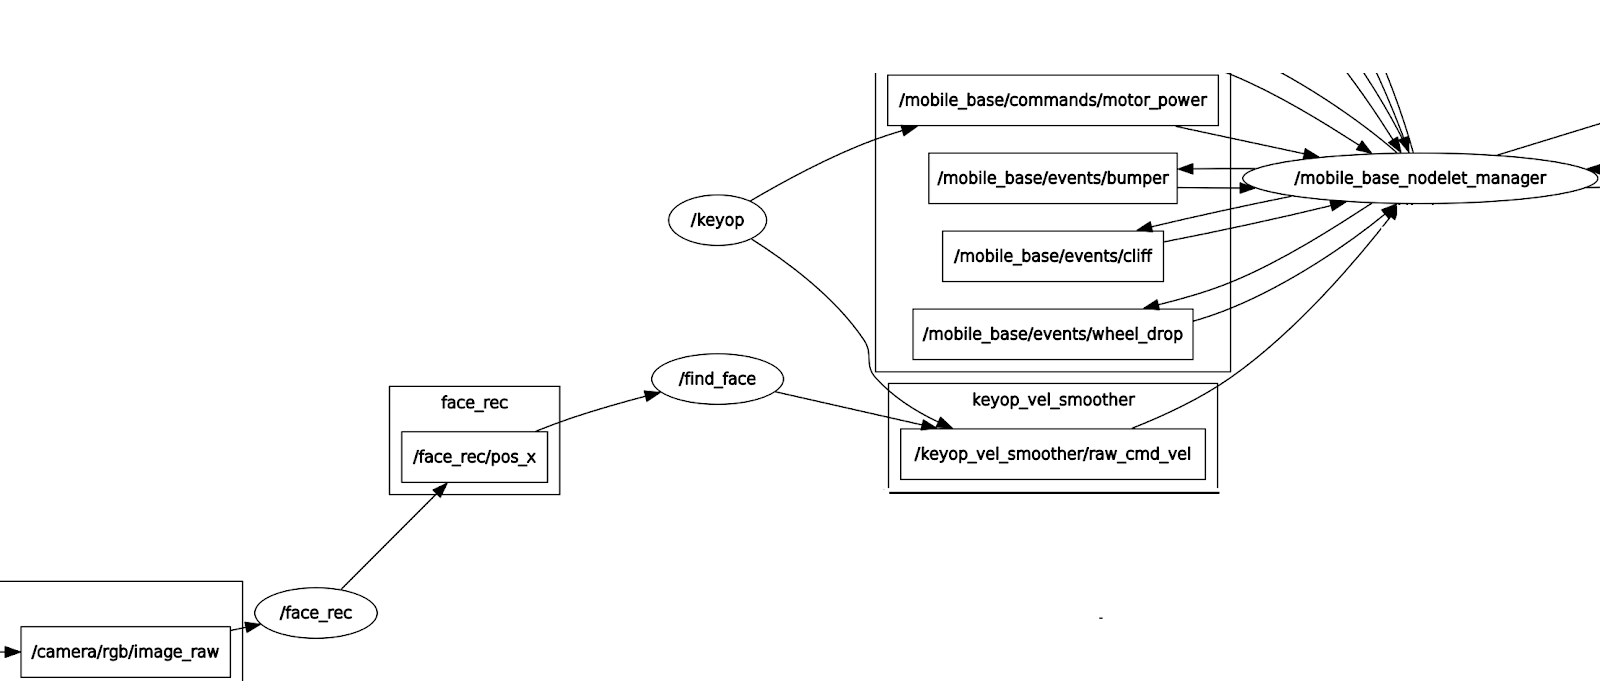 /mobile_base/commands/motor_power
/mobile_base/events/bumper
/mobile_base_nodelet_manager
/keyop
/mobile_base/events/cliff
/mobile_base/events/wheel_drop
/find_face
face_rec
keyop_vel_smoother
/face_rec/pos_x
/keyop_vel_smoother/raw_cmd_vel
/face_rec
/camera/rgb/image_raw